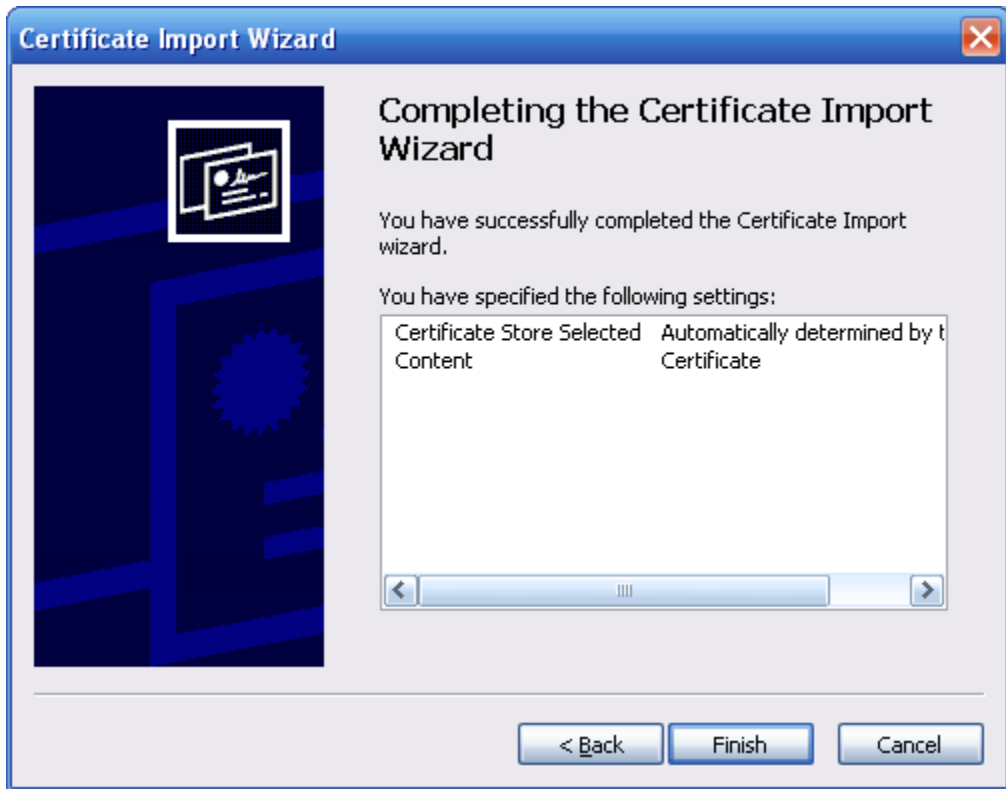 Certificate Import Wizard
Completing the Certificate Import
Wizard
You have successfully completed the Certificate Import
wizard.
You have specified the following settings:
Certificate Store Selected Automatically determined by t
Content Certificate
< Back Finish Cancel